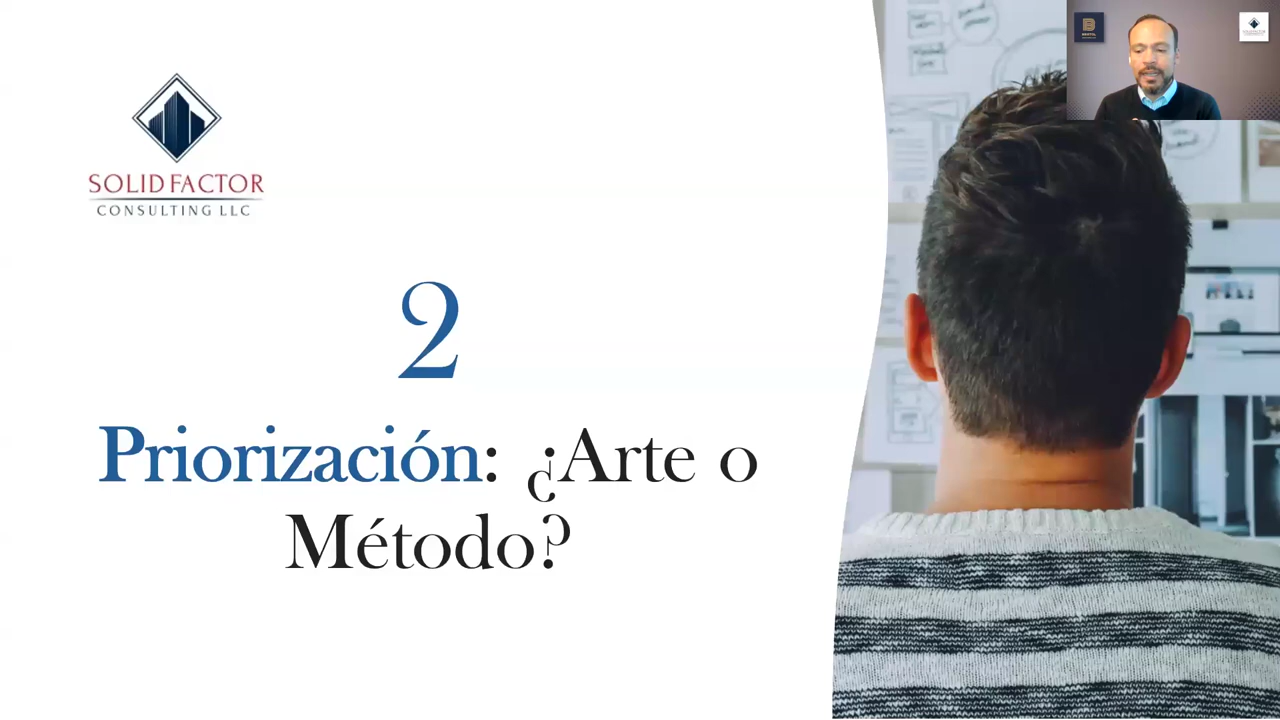 SOLID FACTOR
CONSULTING LLC
2
Priorización: ¿Arte o
Método?